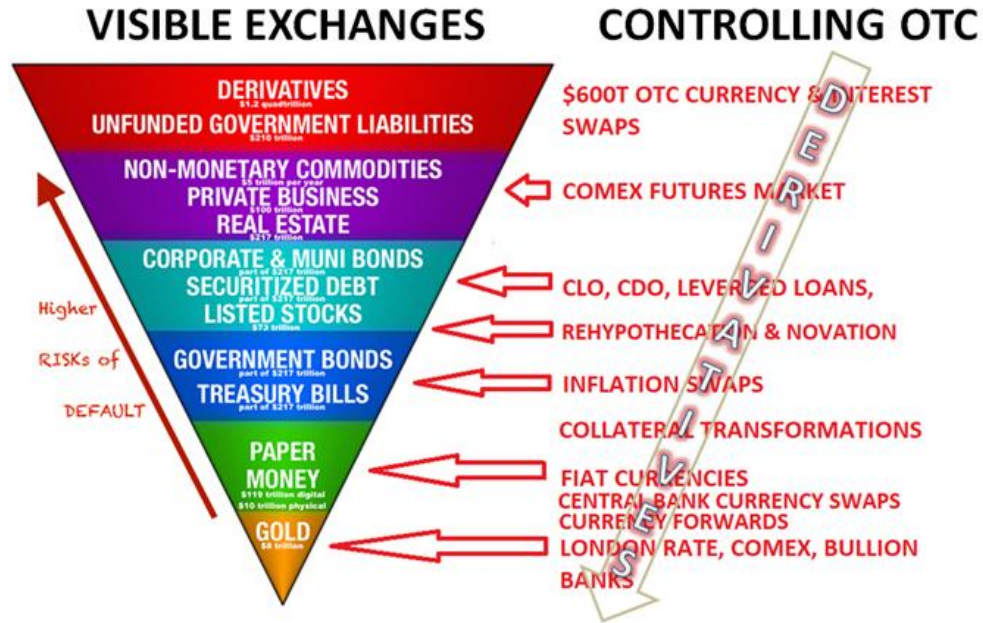 VISIBLE EXCHANGES
CONTROLLING OTC
DERIVATIVES
$1.2 quadtrillion
UNFUNDED GOVERNMENT LIABILITIES
$210 trillion
NON-MONETARY COMMODITIES
$5 trillion per year
PRIVATE BUSINESS
$100 trillion
REAL ESTATE
$217 trillion
CORPORATE & MUNI BONDS
part of $217 trillion
SECURITIZED DEBT
part of $217 trillion
LISTED STOCKS
$73 trillion
GOVERNMENT BONDS
part of $217 trillion
TREASURY BILLS
part of $217 trillion
PAPER
MONEY
$119 trillion digital
$10 trillion physical
GOLD
$8 trillion
Higher
RISKs of
DEFAULT
$600T OTC CURRENCY & INTEREST
SWAPS
COMEX FUTURES MARKET
CLO, CDO, LEVERED LOANS,
REHYPOTHECATION & NOVATION
INFLATION SWAPS
COLLATERAL TRANSFORMATIONS
FIAT CURRENCIES
CENTRAL BANK CURRENCY SWAPS
CURRENCY FORWARDS
LONDON RATE, COMEX, BULLION
BANKS
DERIVATIVES